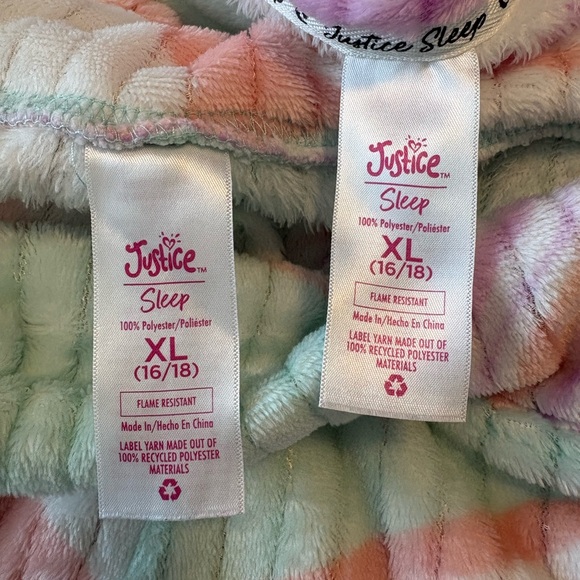 Justice Sleep
Justice™
Sleep
100% Polyester/Poliéster
XL
(16/18)
FLAME RESISTANT
Made In/Hecho En China
LABEL YARN MADE OUT OF
100% RECYCLED POLYESTER
MATERIALS
Justice™
Sleep
100% Polyester/Poliéster
XL
(16/18)
FLAME RESISTANT
Made In/Hecho En China
LABEL YARN MADE OUT OF
100% RECYCLED POLYESTER
MATERIALS